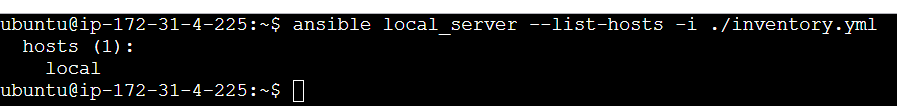 ubuntu@ip-172-31-4-225:~$ ansible local_server --list-hosts -i ./inventory.yml
  hosts (1):
    local
ubuntu@ip-172-31-4-225:~$